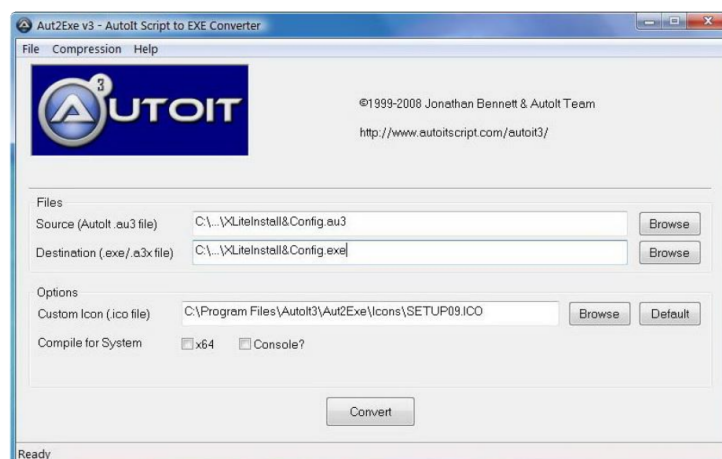 Aut2Exe v3 - AutoIt Script to EXE Converter
File Compression Help
AUTOIT 3
©1999-2008 Jonathan Bennett & AutoIt Team
http://www.autoitscript.com/autoit3/
Files
Source (AutoIt .au3 file) C:\...\XLiteInstall&Config.au3 Browse
Destination (.exe/.a3x file) C:\...\XLiteInstall&Config.exe Browse
Options
Custom Icon (.ico file) C:\Program Files\AutoIt3\Aut2Exe\Icons\SETUP09.ICO Browse Default
Compile for System x64 Console?
Convert
Ready